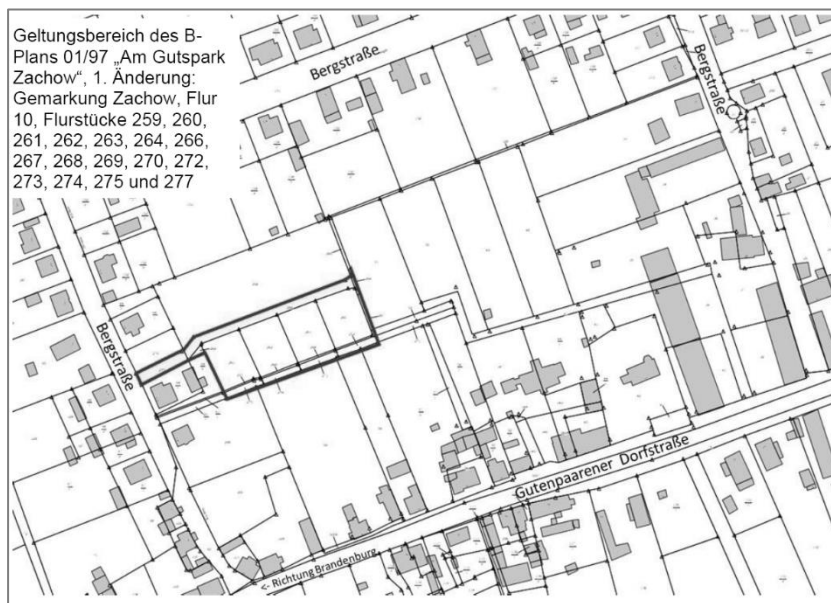 Geltungsbereich des B-
Plans 01/97 „Am Gutspark
Zachow“, 1. Änderung:
Gemarkung Zachow, Flur
10, Flurstücke 259, 260,
261, 262, 263, 264, 266,
267, 268, 269, 270, 272,
273, 274, 275 und 277
Bergstraße
Bergstraße
Bergstraße
Gutenpaarener Dorfstraße
<- Richtung Brandenburg